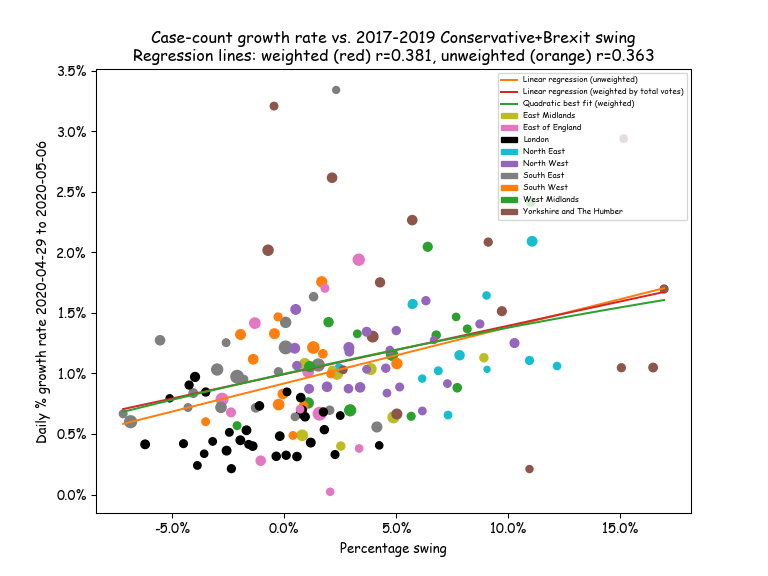 Case-count growth rate vs. 2017-2019 Conservative+Brexit swing
Regression lines: weighted (red) r=0.381, unweighted (orange) r=0.363
3.5%
3.0%
2.5%
2.0%
1.5%
1.0%
0.5%
0.0%
Daily % growth rate 2020-04-29 to 2020-05-06
Linear regression (unweighted)
Linear regression (weighted by total votes)
Quadratic best fit (weighted)
East Midlands
East of England
London
North East
North West
South East
South West
West Midlands
Yorkshire and The Humber
-5.0%
0.0%
5.0%
10.0%
15.0%
Percentage swing